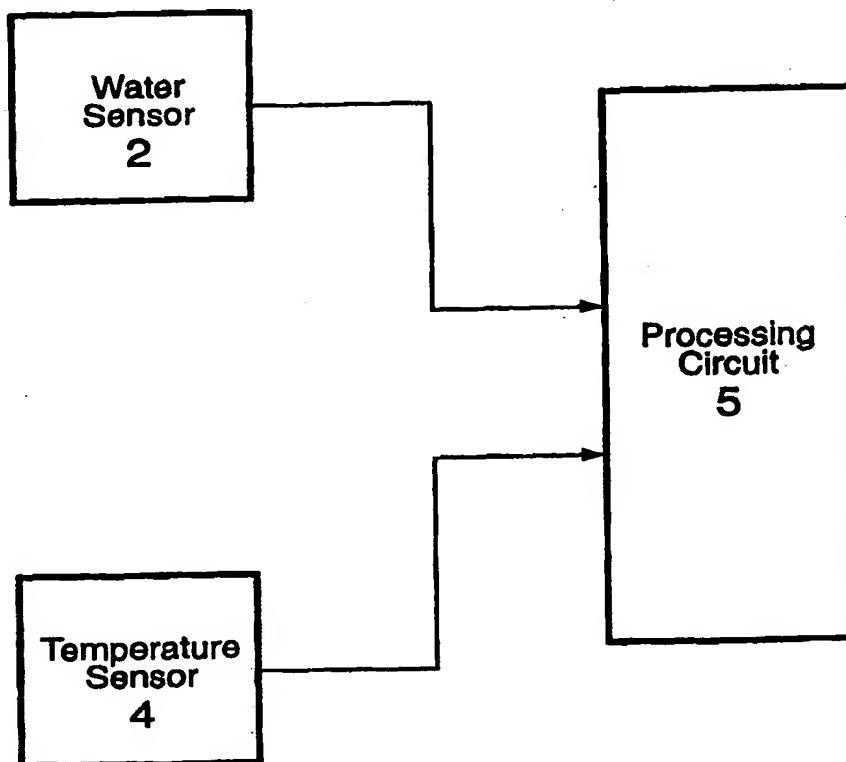 Water
Sensor
2
Processing
Circuit
5
Temperature
Sensor
4